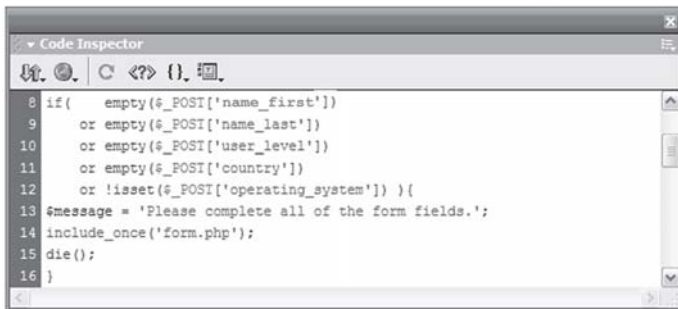 Code Inspector
<?> {}
8 if(    empty($_POST['name_first'])
9     or empty($_POST['name_last'])
10     or empty($_POST['user_level'])
11     or empty($_POST['country'])
12     or !isset($_POST['operating_system']) ){
13 $message = 'Please complete all of the form fields.';
14 include_once('form.php');
15 die();
16 }